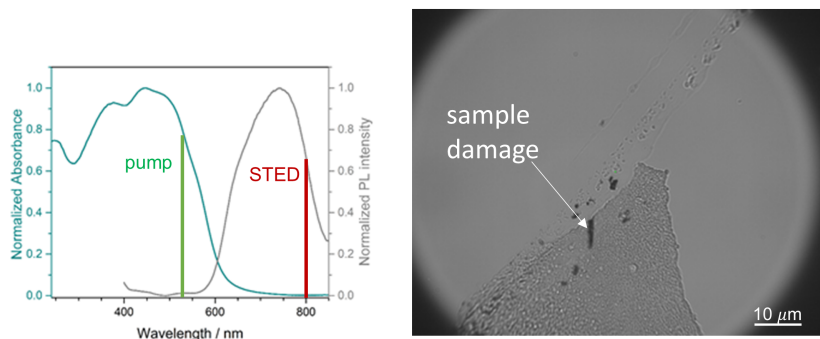 Normalized Absorbance
1.0
0.8
0.6
0.4
0.2
0.0
pump
STED
1.0
0.8
0.6
0.4
0.2
0.0
Normalized PL intensity
400
600
800
Wavelength / nm
sample
damage
10 μm